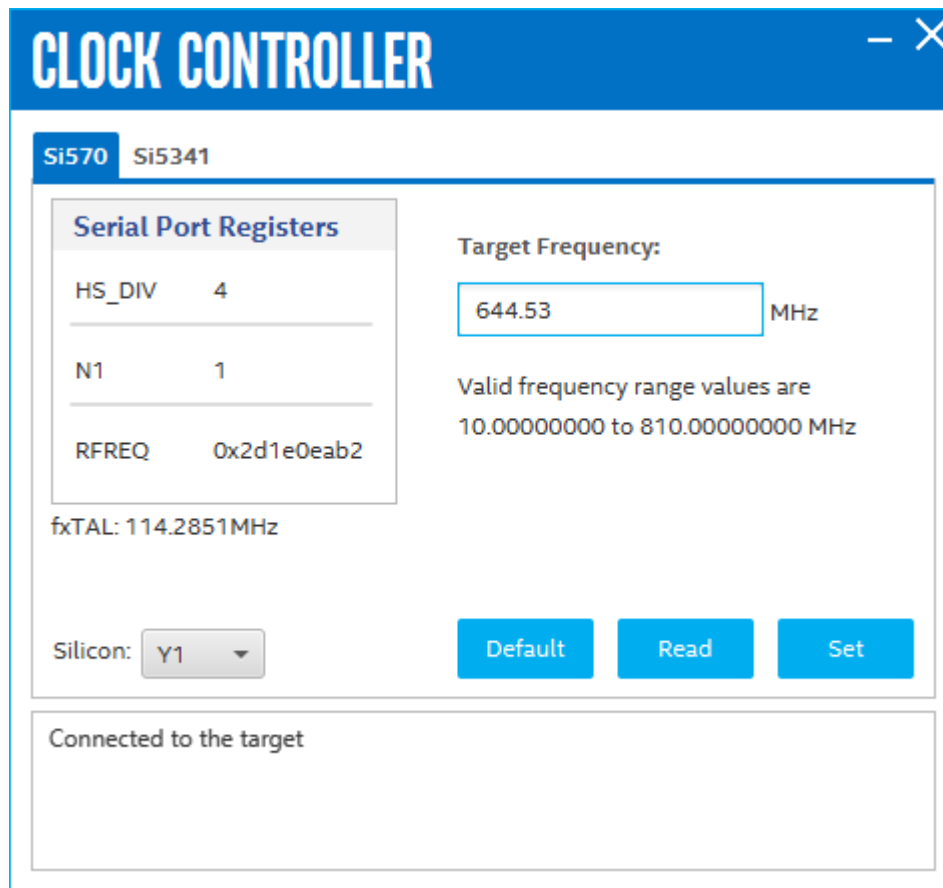 CLOCK CONTROLLER
Si570 Si5341
Serial Port Registers
HS_DIV 4
N1 1
RFREQ 0x2d1e0eab2
fxTAL: 114.2851MHz
Target Frequency:
644.53 MHz
Valid frequency range values are
10.00000000 to 810.00000000 MHz
Silicon: Y1
Default Read Set
Connected to the target